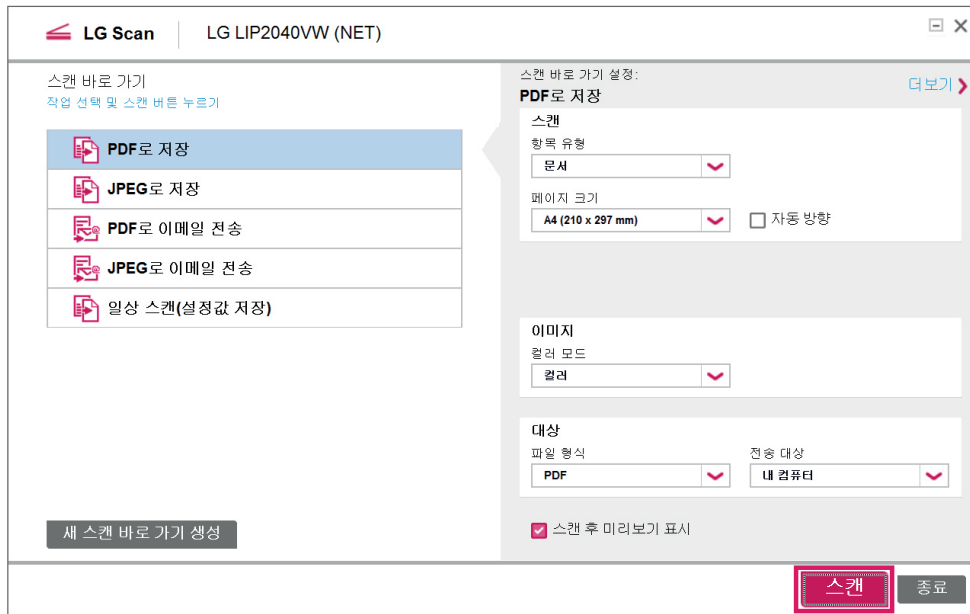 LG Scan
LG LIP2040VW (NET)
스캔 바로 가기
작업 선택 및 스캔 버튼 누르기
PDF로 저장
JPEG로 저장
PDF로 이메일 전송
JPEG로 이메일 전송
일상 스캔(설정값 저장)
새 스캔 바로 가기 생성
스캔 바로 가기 설정:
PDF로 저장
더보기
스캔
항목 유형
문서
페이지 크기
A4 (210 x 297 mm)
자동 방향
이미지
컬러 모드
컬러
대상
파일 형식
전송 대상
PDF
내 컴퓨터
스캔 후 미리보기 표시
스캔
종료